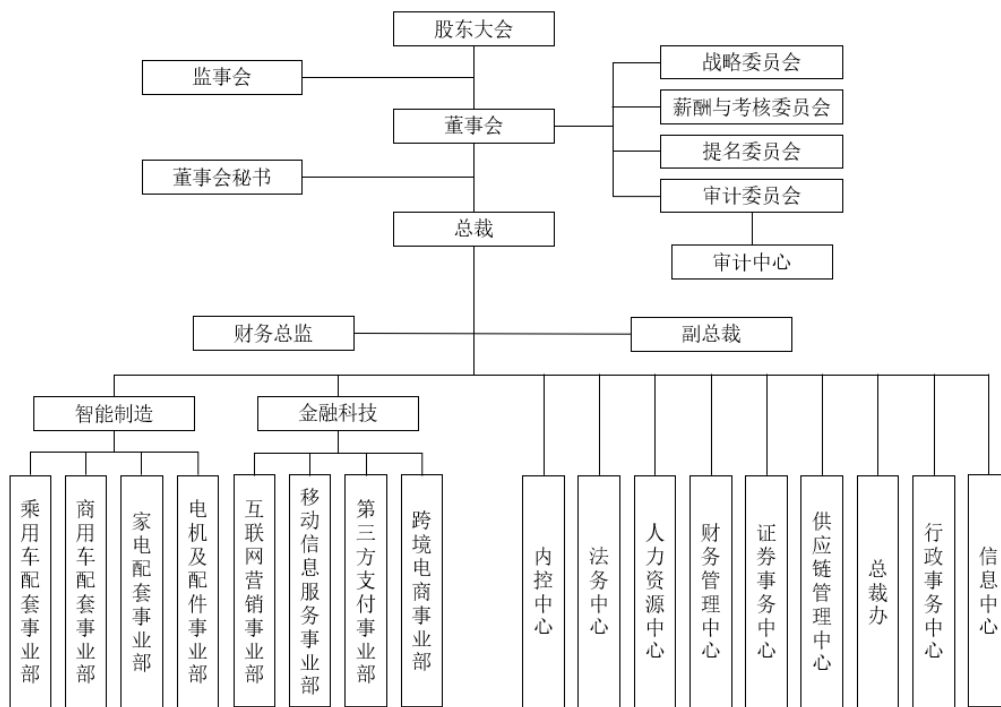 股东大会
监事会
战略委员会
薪酬与考核委员会
董事会
提名委员会
董事会秘书
审计委员会
总裁
审计中心
财务总监
副总裁
智能制造
金融科技
乘用车配套事业部
商用车配套事业部
家电配套事业部
电机及配件事业部
互联网营销事业部
移动信息服务事业部
第三方支付事业部
跨境电商事业部
内控中心
法务中心
人力资源中心
财务管理中心
证券事务中心
供应链管理中心
总裁办
行政事务中心
信息中心